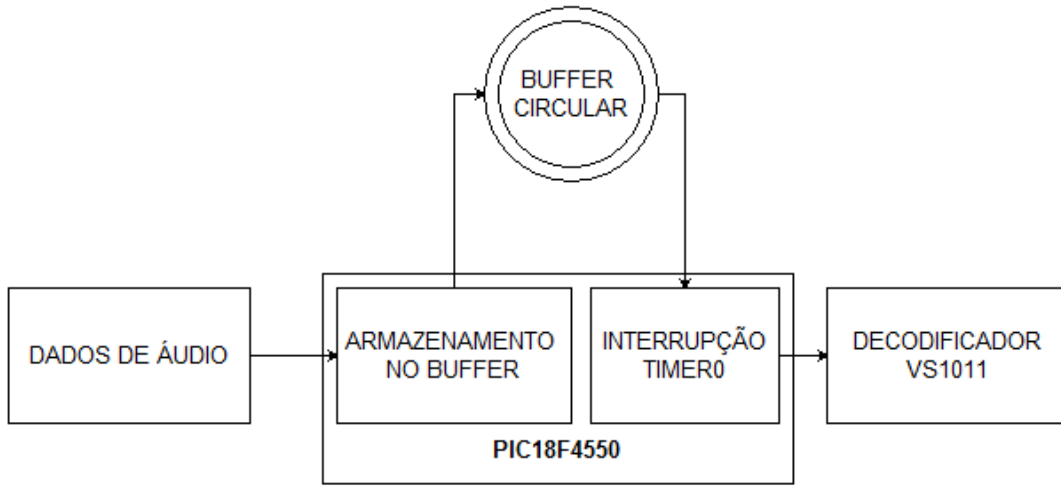 BUFFER
CIRCULAR
DADOS DE ÁUDIO
ARMAZENAMENTO
NO BUFFER
INTERRUPÇÃO
TIMER0
DECODIFICADOR
VS1011
PIC18F4550